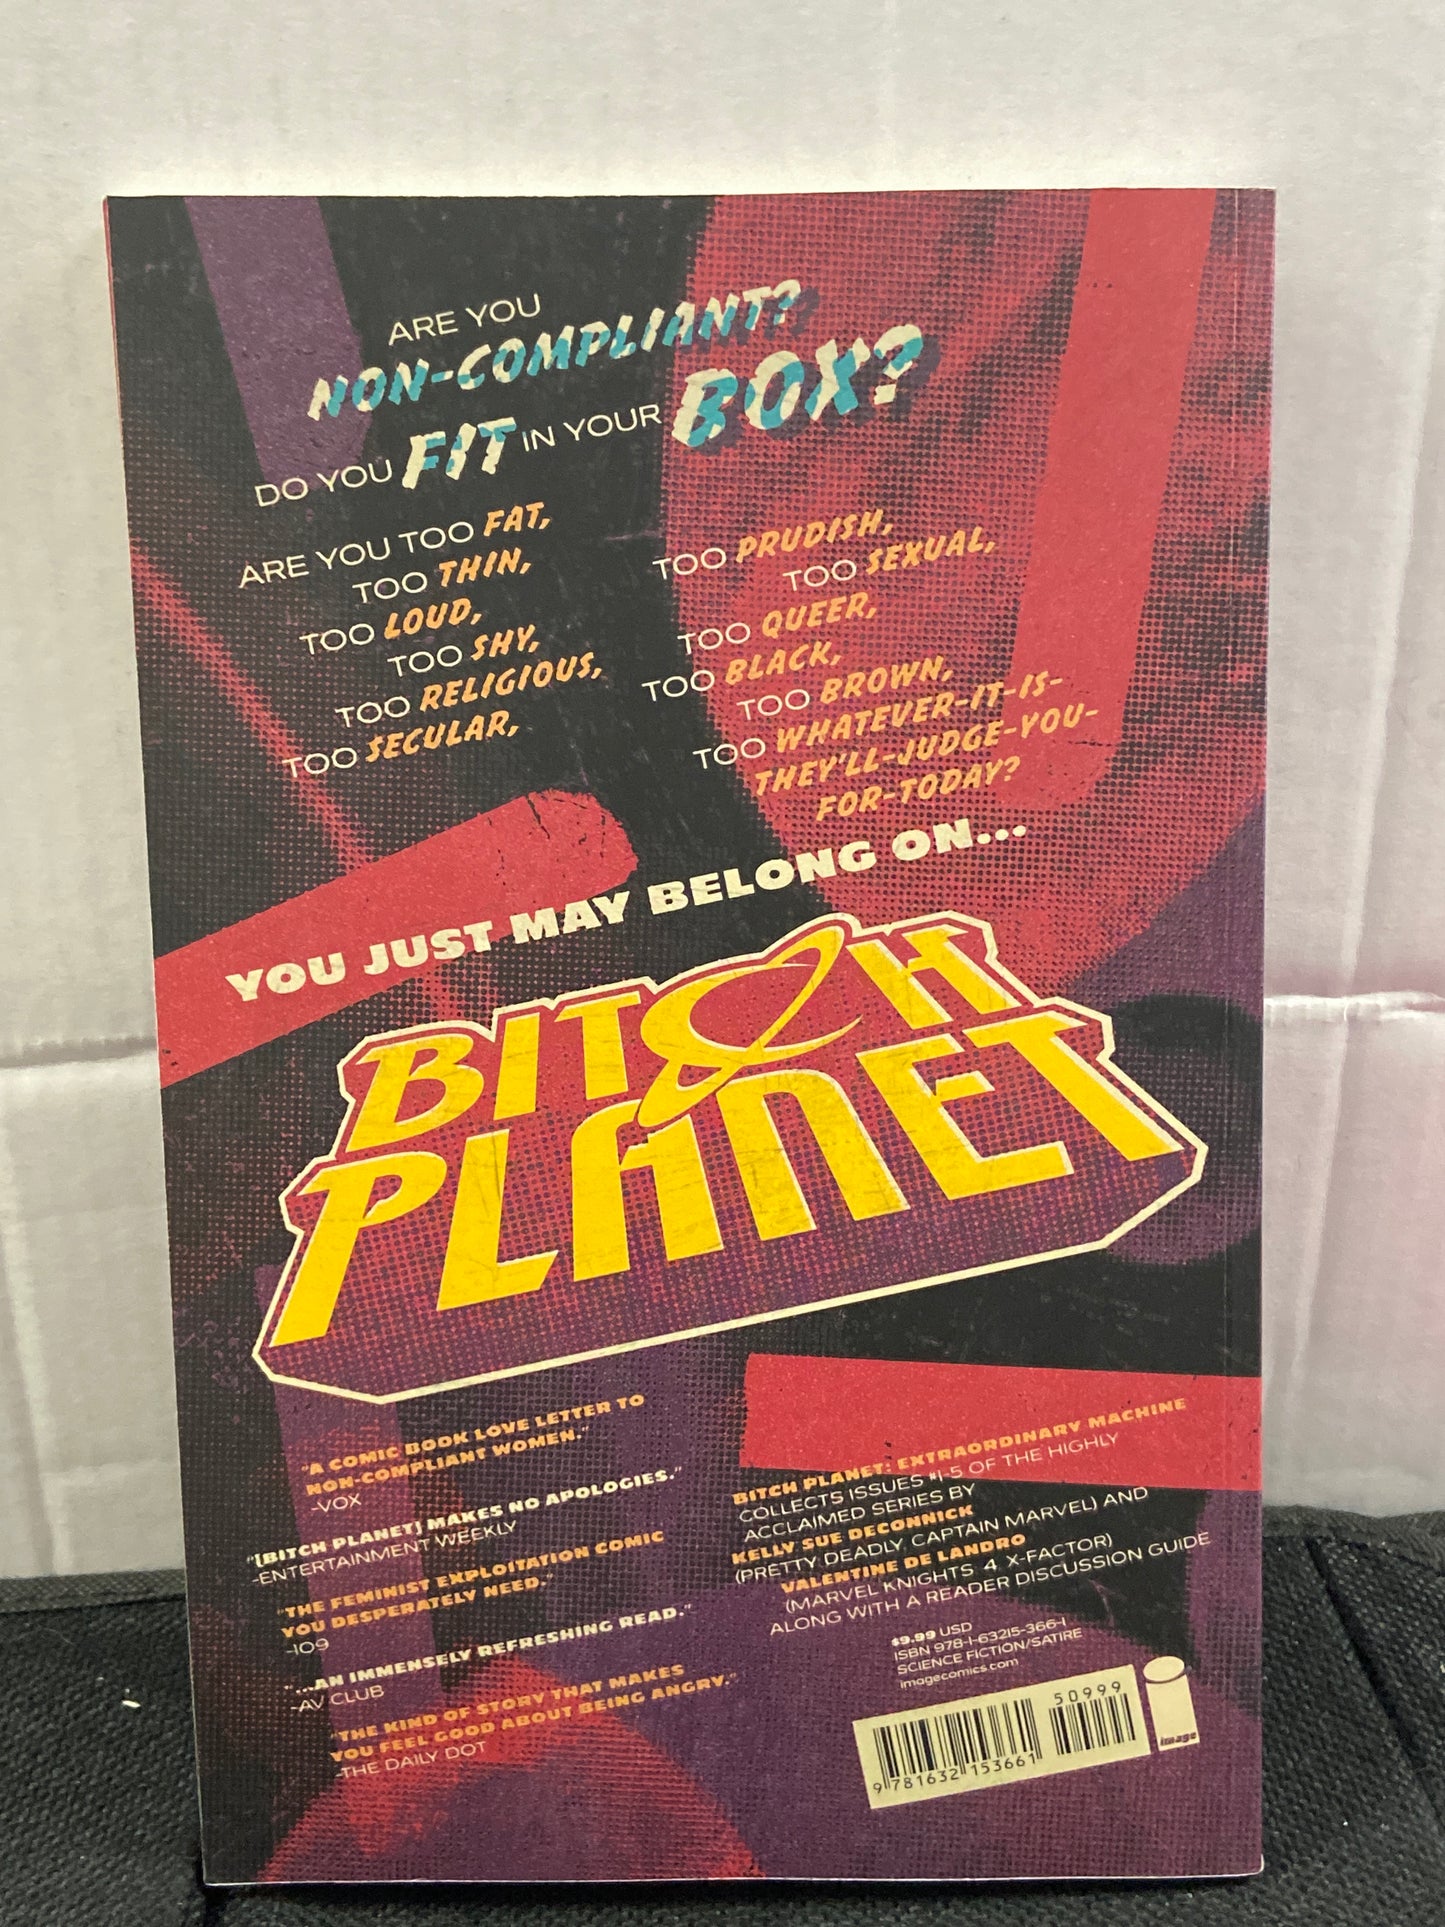 ARE YOU
NON-COMPLIANT?
DO YOU FIT IN YOUR BOX?
ARE YOU TOO FAT,
TOO THIN,
TOO LOUD,
TOO SHY,
TOO RELIGIOUS,
TOO SECULAR,
TOO PRUDISH,
TOO SEXUAL,
TOO QUEER,
TOO BLACK,
TOO BROWN,
TOO WHATEVER-IT-IS-
THEY'LL-JUDGE-YOU-
FOR-TODAY?
YOU JUST MAY BELONG ON...
BITCH
PLANET
"A COMIC BOOK LOVE LETTER TO
NON-COMPLIANT WOMEN."
-VOX
"[BITCH PLANET] MAKES NO APOLOGIES."
-ENTERTAINMENT WEEKLY
"THE FEMINIST EXPLOITATION COMIC
YOU DESPERATELY NEED."
-IO9
"...AN IMMENSELY REFRESHING READ."
-AV CLUB
"THE KIND OF STORY THAT MAKES
YOU FEEL GOOD ABOUT BEING ANGRY."
-THE DAILY DOT
BITCH PLANET: EXTRAORDINARY MACHINE
COLLECTS ISSUES #1-5 OF THE HIGHLY
ACCLAIMED SERIES BY
KELLY SUE DECONNICK
(PRETTY DEADLY, CAPTAIN MARVEL) AND
VALENTINE DE LANDRO
(MARVEL KNIGHTS 4, X-FACTOR)
ALONG WITH A READER DISCUSSION GUIDE
$9.99 USD
ISBN 978-1-63215-366-1
SCIENCE FICTION/SATIRE
imagecomics.com
50999
9 781632 153661
image